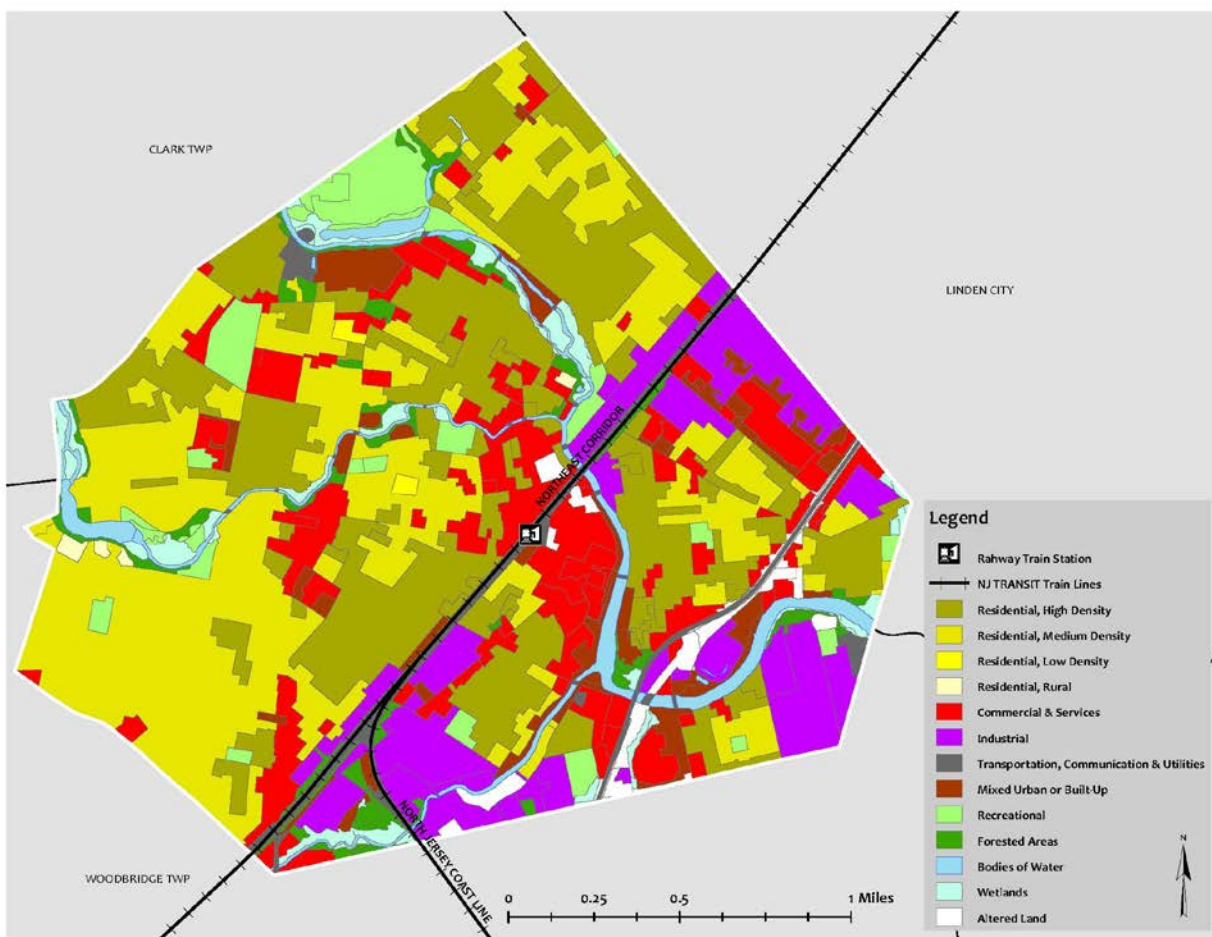 CLARK TWP
LINDEN CITY
NORTHEAST CORRIDOR
NORTH JERSEY COAST LINE
WOODBRIDGE TWP
0 0.25 0.5 1 Miles
Legend
Rahway Train Station
NJ TRANSIT Train Lines
Residential, High Density
Residential, Medium Density
Residential, Low Density
Residential, Rural
Commercial & Services
Industrial
Transportation, Communication & Utilities
Mixed Urban or Built-Up
Recreational
Forested Areas
Bodies of Water
Wetlands
Altered Land
N